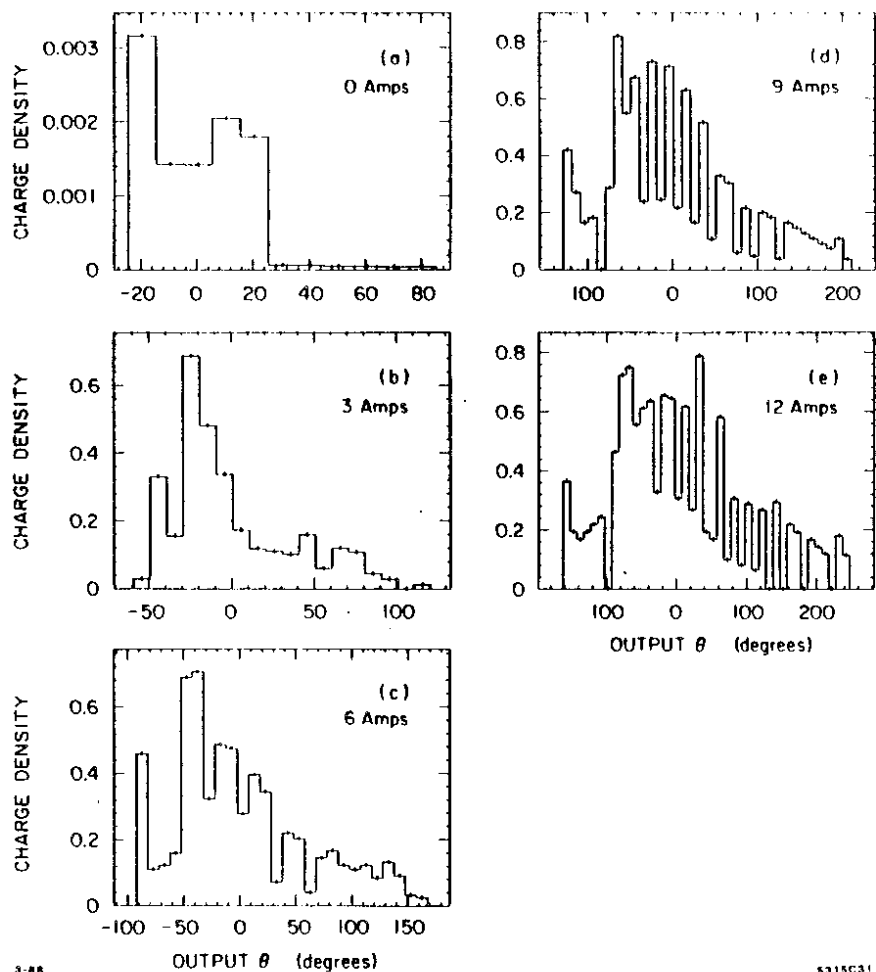 CHARGE DENSITY
0.003
0.002
0.001
0
(a)
0 Amps
-20 0 20 40 60 80
CHARGE DENSITY
0.6
0.4
0.2
0
(b)
3 Amps
-50 0 50 100
CHARGE DENSITY
0.6
0.4
0.2
0
(c)
6 Amps
-100 -50 0 50 100 150
OUTPUT θ (degrees)
0.8
0.6
0.4
0.2
0
(d)
9 Amps
100 0 100 200
0.8
0.6
0.4
0.2
0
(e)
12 Amps
100 0 100 200
OUTPUT θ (degrees)
3-88
5315C31